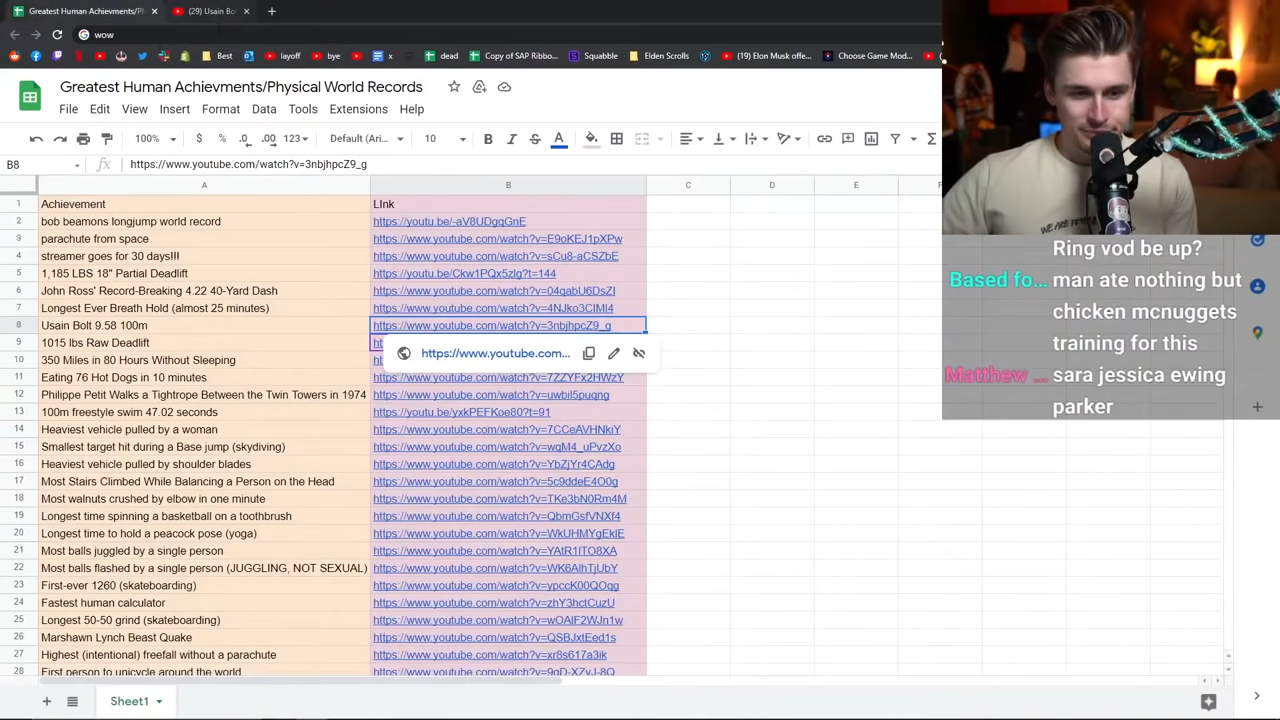 Greatest Human Achievments/Pl
(29) Usain Bo
wow
Best
layoff
bye
x
dead
Copy of SAP Ribbo...
Squabble
Elden Scrolls
(19) Elon Musk offe...
Choose Game Mod...
Greatest Human Achievments/Physical World Records
File Edit View Insert Format Data Tools Extensions Help
100% $ % .0 .00 123 Default (Ari... 10 B I S A
B8 fx https://www.youtube.com/watch?v=3nbjhpcZ9_g
A B C D E
1 Achievement LInk
2 bob beamons longjump world record https://youtu.be/-aV8UDgqGnE
3 parachute from space https://www.youtube.com/watch?v=E9oKEJ1pXPw
4 streamer goes for 30 days!!! https://www.youtube.com/watch?v=sCu8-aCSZbE
5 1,185 LBS 18" Partial Deadlift https://youtu.be/Ckw1PQx5zIg?t=144
6 John Ross' Record-Breaking 4.22 40-Yard Dash https://www.youtube.com/watch?v=04qabU6DsZI
7 Longest Ever Breath Hold (almost 25 minutes) https://www.youtube.com/watch?v=4NJko3CIMI4
8 Usain Bolt 9.58 100m https://www.youtube.com/watch?v=3nbjhpcZ9_g
9 1015 lbs Raw Deadlift ht
https://www.youtube.com...
10 350 Miles in 80 Hours Without Sleeping ht
11 Eating 76 Hot Dogs in 10 minutes https://www.youtube.com/watch?v=7ZZYFx2HWzY
12 Philippe Petit Walks a Tightrope Between the Twin Towers in 1974 https://www.youtube.com/watch?v=uwbil5puqng
13 100m freestyle swim 47.02 seconds https://youtu.be/yxkPEFKoe80?t=91
14 Heaviest vehicle pulled by a woman https://www.youtube.com/watch?v=7CCeAVHNkiY
15 Smallest target hit during a Base jump (skydiving) https://www.youtube.com/watch?v=wqM4_uPvzXo
16 Heaviest vehicle pulled by shoulder blades https://www.youtube.com/watch?v=YbZjYr4CAdg
17 Most Stairs Climbed While Balancing a Person on the Head https://www.youtube.com/watch?v=5c9ddeE4O0g
18 Most walnuts crushed by elbow in one minute https://www.youtube.com/watch?v=TKe3bN0Rm4M
19 Longest time spinning a basketball on a toothbrush https://www.youtube.com/watch?v=QbmGsfVNXf4
20 Longest time to hold a peacock pose (yoga) https://www.youtube.com/watch?v=WkUHMYgEklE
21 Most balls juggled by a single person https://www.youtube.com/watch?v=YAtR1lTO8XA
22 Most balls flashed by a single person (JUGGLING, NOT SEXUAL) https://www.youtube.com/watch?v=WK6AlhTjUbY
23 First-ever 1260 (skateboarding) https://www.youtube.com/watch?v=ypccK00QOqg
24 Fastest human calculator https://www.youtube.com/watch?v=zhY3hctCuzU
25 Longest 50-50 grind (skateboarding) https://www.youtube.com/watch?v=wOAlF2WJn1w
26 Marshawn Lynch Beast Quake https://www.youtube.com/watch?v=QSBJxtEed1s
27 Highest (intentional) freefall without a parachute https://www.youtube.com/watch?v=xr8s617a3ik
28 First person to unicycle around the world https://www.youtube.com/watch?v=9gD-XZyJ-8Q
Sheet1
Ring vod be up?
Based fo... man ate nothing but
chicken mcnuggets
training for this
Matthew ... sara jessica ewing
parker